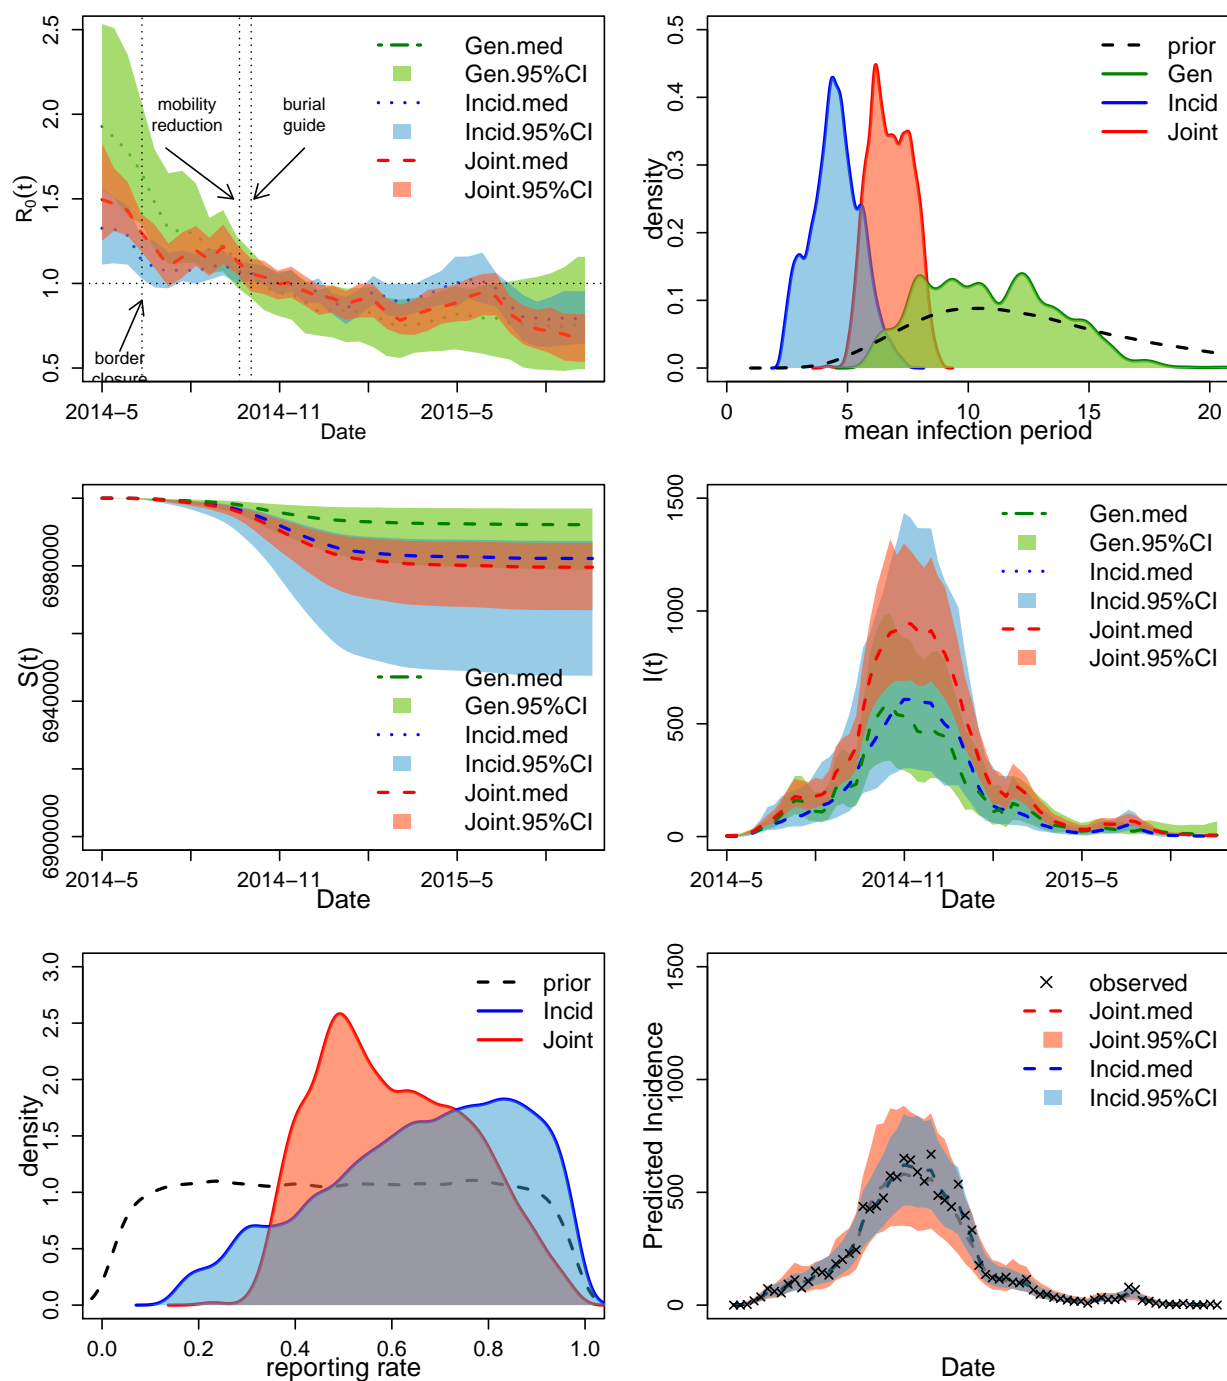 2.5
2.0
1.5
1.0
0.5
R0(t)
Gen.med
Gen.95%CI
Incid.med
Incid.95%CI
Joint.med
Joint.95%CI
mobility
reduction
burial
guide
border
closure
2014–5
2014–11
2015–5
Date
0.5
0.4
0.3
0.2
0.1
0.0
density
prior
Gen
Incid
Joint
0
5
10
15
20
mean infection period
6980000
6940000
6900000
S(t)
Gen.med
Gen.95%CI
Incid.med
Incid.95%CI
Joint.med
Joint.95%CI
2014–5
2014–11
2015–5
Date
1500
1000
500
0
I(t)
Gen.med
Gen.95%CI
Incid.med
Incid.95%CI
Joint.med
Joint.95%CI
2014–5
2014–11
2015–5
Date
3.0
2.5
2.0
1.5
1.0
0.5
0.0
density
prior
Incid
Joint
0.0
0.2
0.4
0.6
0.8
1.0
reporting rate
1500
1000
500
0
Predicted Incidence
observed
Joint.med
Joint.95%CI
Incid.med
Incid.95%CI
Date